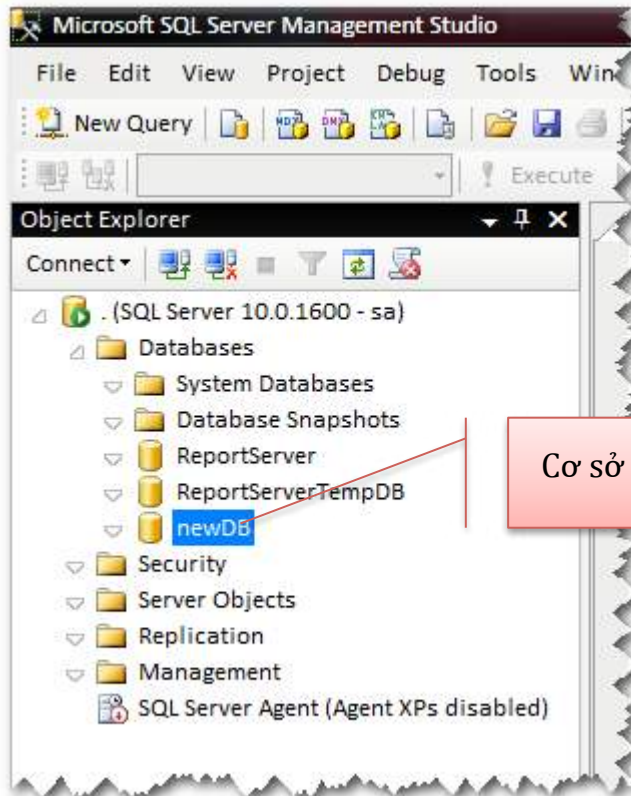 Microsoft SQL Server Management Studio
File Edit View Project Debug Tools
New Query
Execute
Object Explorer
Connect
. (SQL Server 10.0.1600 - sa)
Databases
System Databases
Database Snapshots
ReportServer
ReportServerTempDB
newDB
Cơ sở
Security
Server Objects
Replication
Management
SQL Server Agent (Agent XPs disabled)